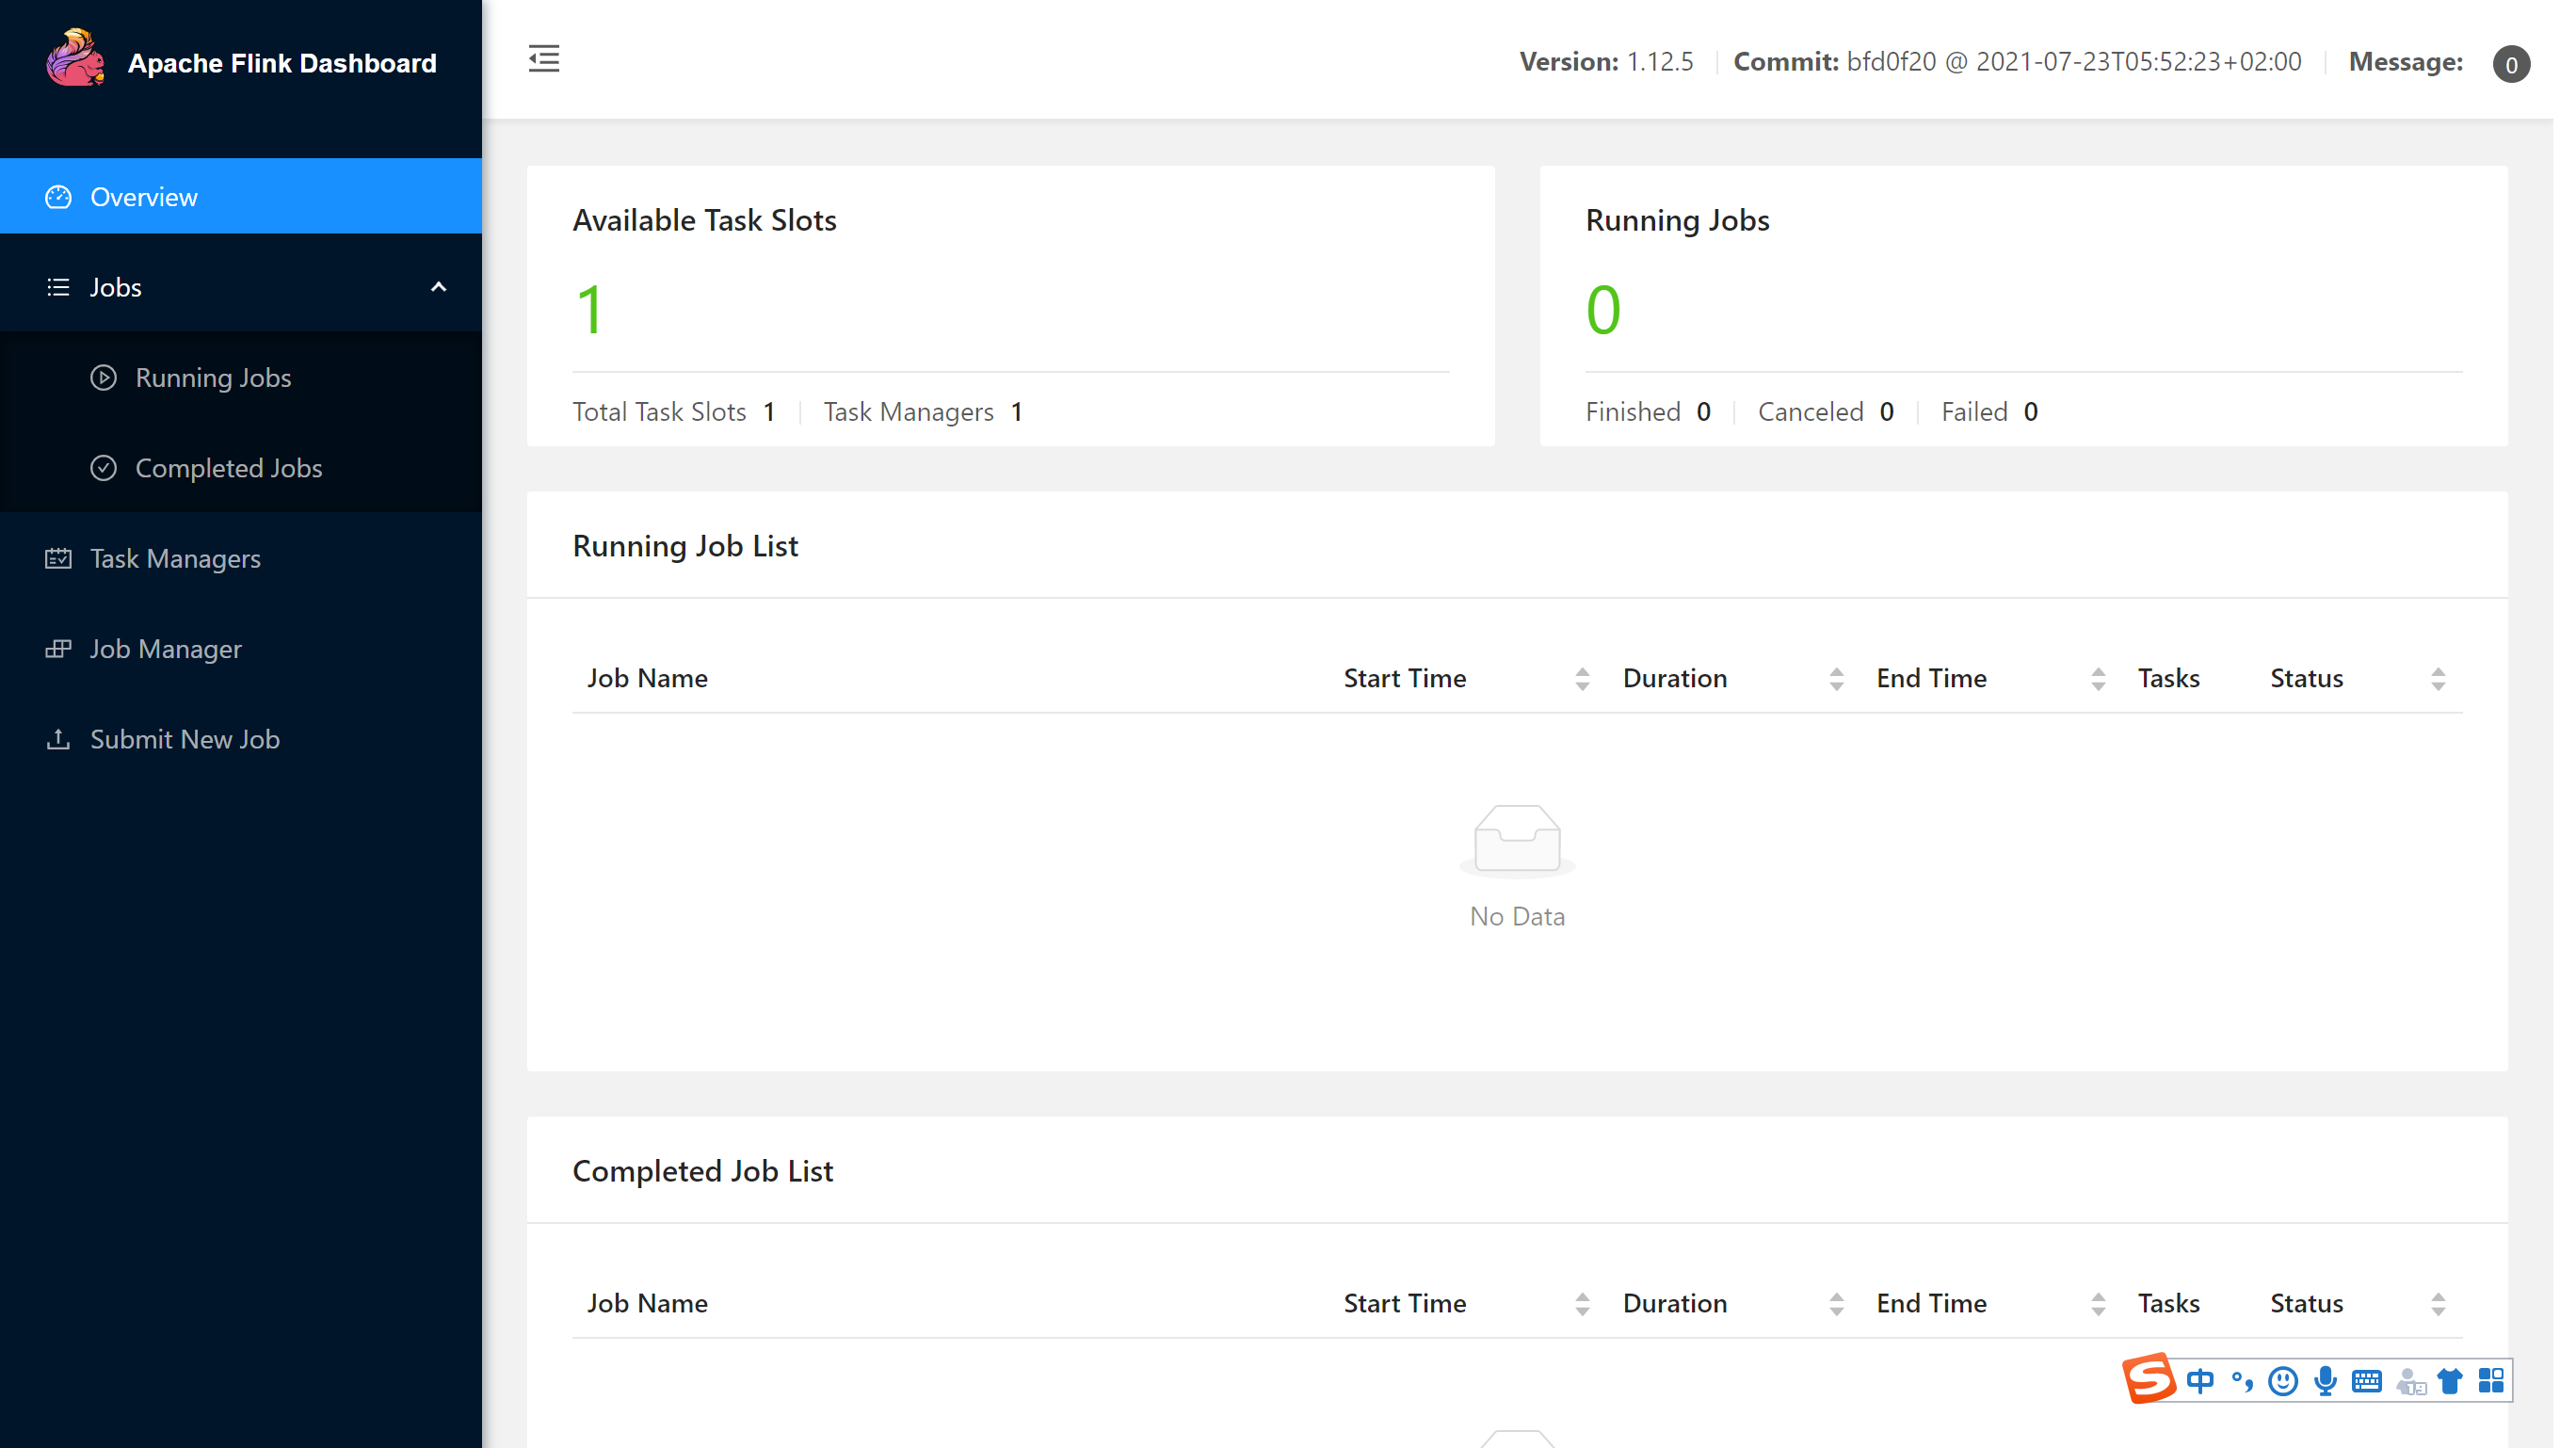 Apache Flink Dashboard
Version: 1.12.5 Commit: bfd0f20 @ 2021-07-23T05:52:23+02:00 Message: 0
Overview
Jobs
Running Jobs
Completed Jobs
Task Managers
Job Manager
Submit New Job
Available Task Slots
1
Total Task Slots 1 Task Managers 1
Running Jobs
0
Finished 0 Canceled 0 Failed 0
Running Job List
Job Name Start Time Duration End Time Tasks Status
No Data
Completed Job List
Job Name Start Time Duration End Time Tasks Status
中